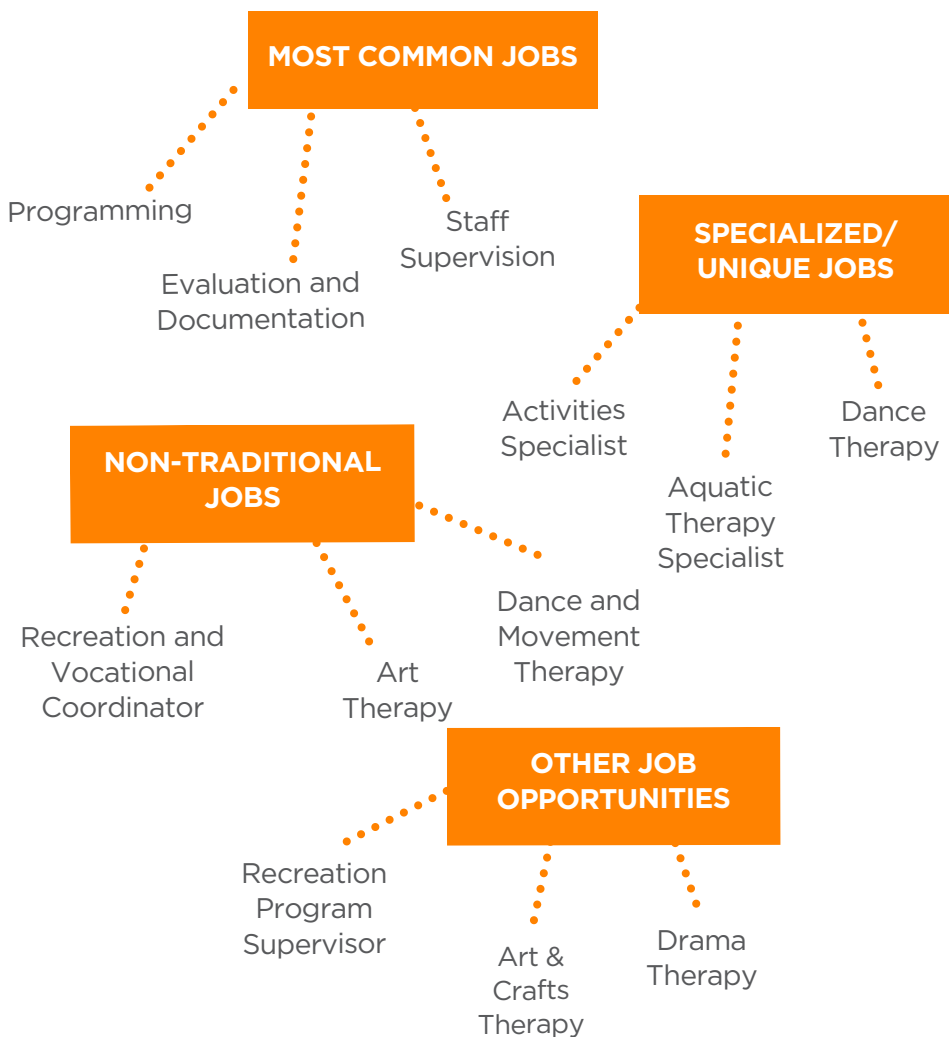 MOST COMMON JOBS
Programming
Evaluation and
Documentation
Staff
Supervision
SPECIALIZED/
UNIQUE JOBS
Activities
Specialist
Aquatic
Therapy
Specialist
Dance
Therapy
NON-TRADITIONAL
JOBS
Recreation and
Vocational
Coordinator
Art
Therapy
Dance and
Movement
Therapy
OTHER JOB
OPPORTUNITIES
Recreation
Program
Supervisor
Art &
Crafts
Therapy
Drama
Therapy